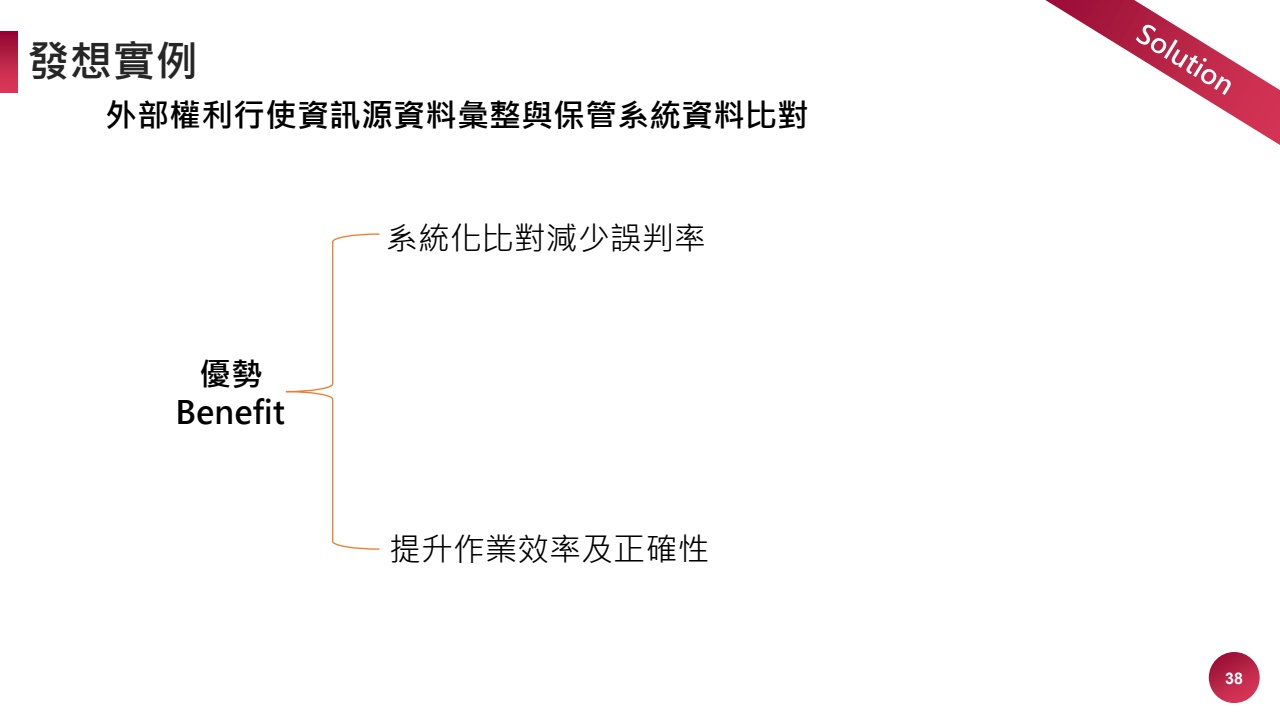 Solution
發想實例
外部權利行使資訊源資料彙整與保管系統資料比對
系統化比對減少誤判率
優勢
Benefit
提升作業效率及正確性
38